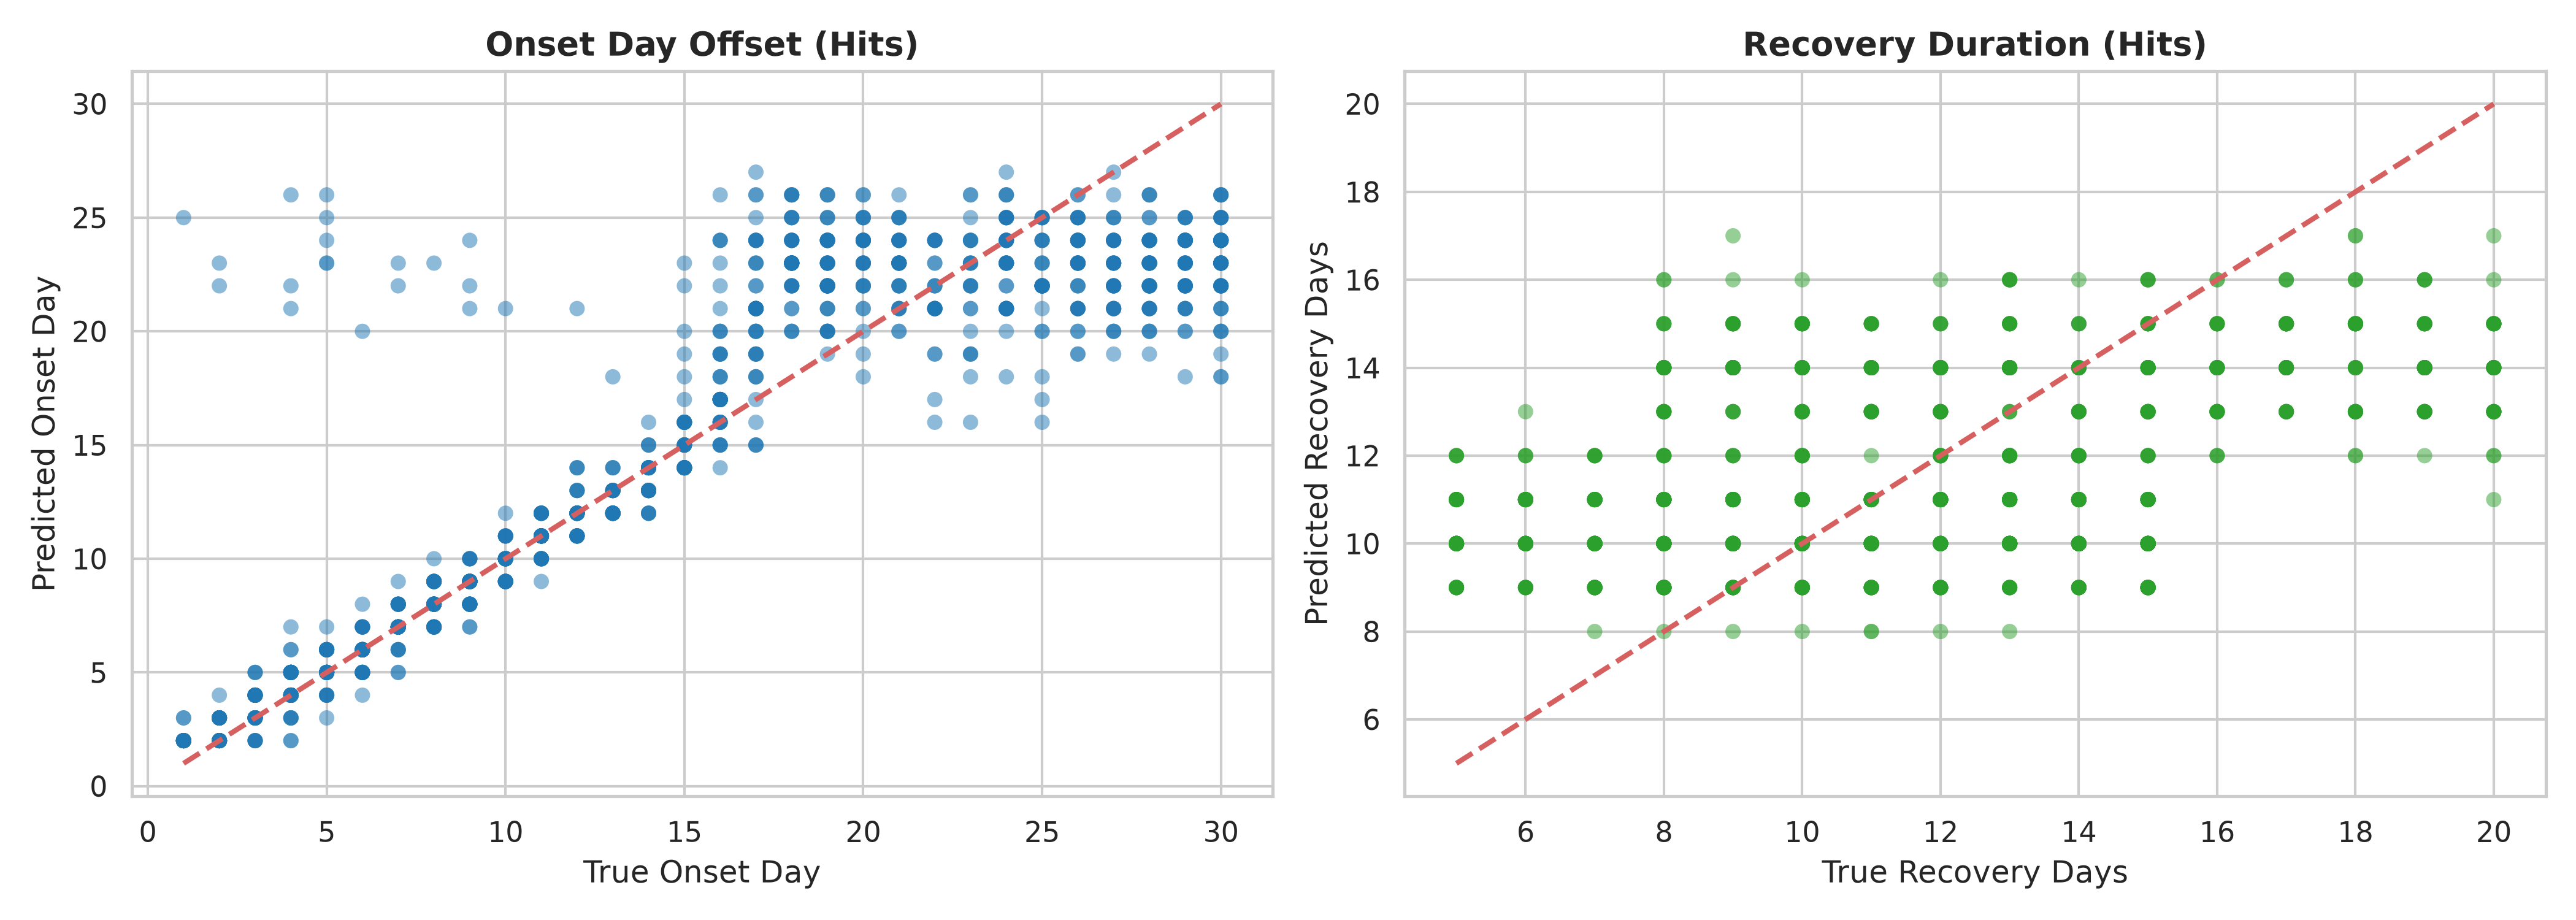 Onset Day Offset (Hits)
Predicted Onset Day
30
25
20
15
10
5
0
0 5 10 15 20 25 30
True Onset Day
Recovery Duration (Hits)
Predicted Recovery Days
20
18
16
14
12
10
8
6
6 8 10 12 14 16 18 20
True Recovery Days